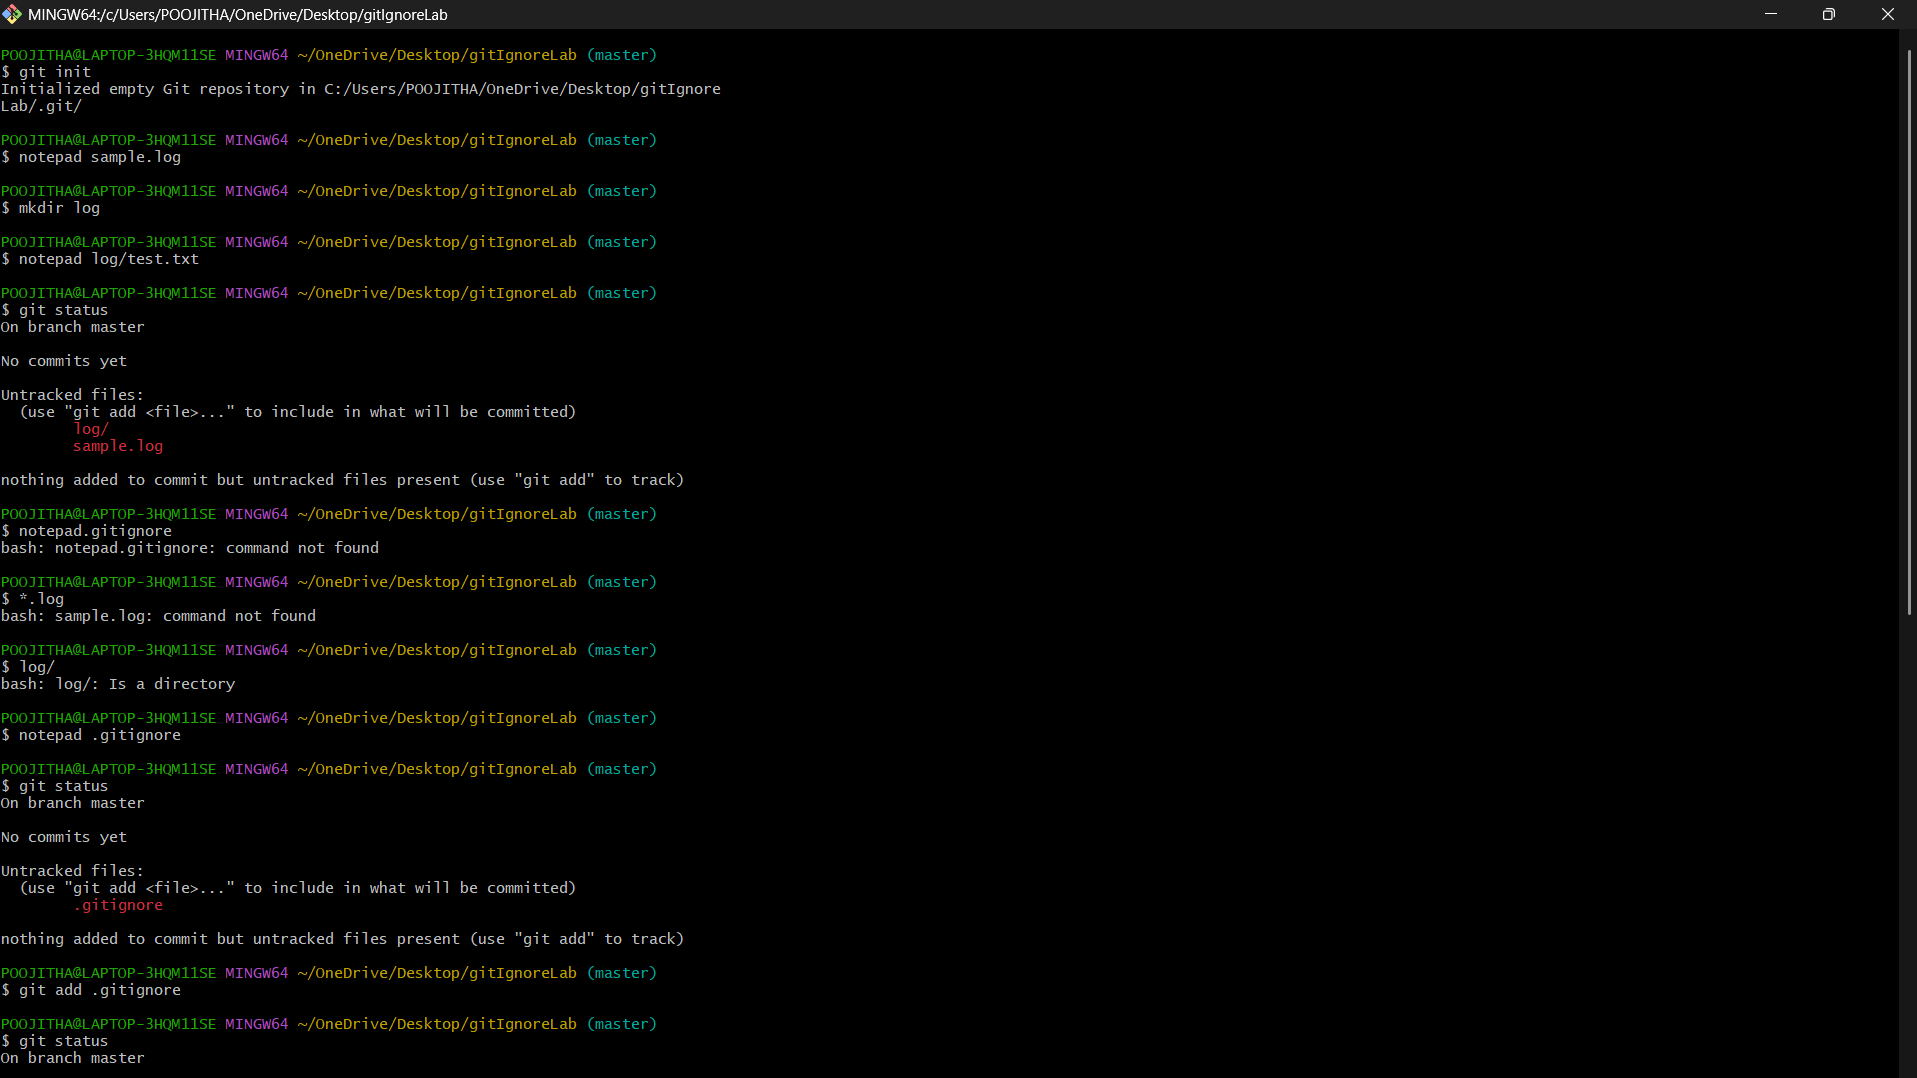 MINGW64:/c/Users/POOJITHA/OneDrive/Desktop/gitIgnoreLab
POOJITHA@LAPTOP-3HQM11SE MINGW64 ~/OneDrive/Desktop/gitIgnoreLab (master)
$ git init
Initialized empty Git repository in C:/Users/POOJITHA/OneDrive/Desktop/gitIgnore
Lab/.git/
POOJITHA@LAPTOP-3HQM11SE MINGW64 ~/OneDrive/Desktop/gitIgnoreLab (master)
$ notepad sample.log
POOJITHA@LAPTOP-3HQM11SE MINGW64 ~/OneDrive/Desktop/gitIgnoreLab (master)
$ mkdir log
POOJITHA@LAPTOP-3HQM11SE MINGW64 ~/OneDrive/Desktop/gitIgnoreLab (master)
$ notepad log/test.txt
POOJITHA@LAPTOP-3HQM11SE MINGW64 ~/OneDrive/Desktop/gitIgnoreLab (master)
$ git status
On branch master
No commits yet
Untracked files:
  (use "git add <file>..." to include in what will be committed)
        log/
        sample.log
nothing added to commit but untracked files present (use "git add" to track)
POOJITHA@LAPTOP-3HQM11SE MINGW64 ~/OneDrive/Desktop/gitIgnoreLab (master)
$ notepad.gitignore
bash: notepad.gitignore: command not found
POOJITHA@LAPTOP-3HQM11SE MINGW64 ~/OneDrive/Desktop/gitIgnoreLab (master)
$ *.log
bash: sample.log: command not found
POOJITHA@LAPTOP-3HQM11SE MINGW64 ~/OneDrive/Desktop/gitIgnoreLab (master)
$ log/
bash: log/: Is a directory
POOJITHA@LAPTOP-3HQM11SE MINGW64 ~/OneDrive/Desktop/gitIgnoreLab (master)
$ notepad .gitignore
POOJITHA@LAPTOP-3HQM11SE MINGW64 ~/OneDrive/Desktop/gitIgnoreLab (master)
$ git status
On branch master
No commits yet
Untracked files:
  (use "git add <file>..." to include in what will be committed)
        .gitignore
nothing added to commit but untracked files present (use "git add" to track)
POOJITHA@LAPTOP-3HQM11SE MINGW64 ~/OneDrive/Desktop/gitIgnoreLab (master)
$ git add .gitignore
POOJITHA@LAPTOP-3HQM11SE MINGW64 ~/OneDrive/Desktop/gitIgnoreLab (master)
$ git status
On branch master